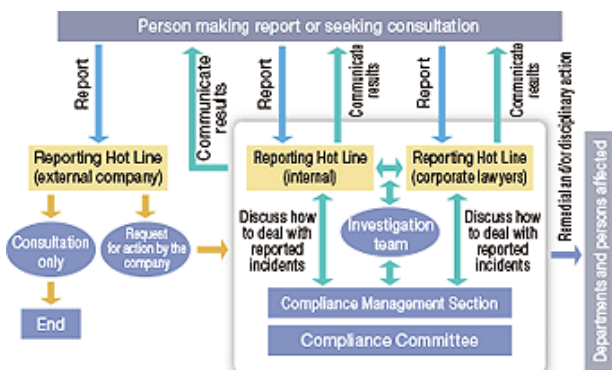 Person making report or seeking consultation
Report
Communicate
results
Report
Communicate
results
Report
Communicate
results
Remedial and/or disciplinary action
Departments and persons affected
Reporting Hot Line
(external company)
Reporting Hot Line
(internal)
Reporting Hot Line
(corporate lawyers)
Consultation
only
Request
for action by the
company
Discuss how
to deal with
reported
incidents
Investigation
team
Discuss how
to deal with
reported
incidents
End
Compliance Management Section
Compliance Committee